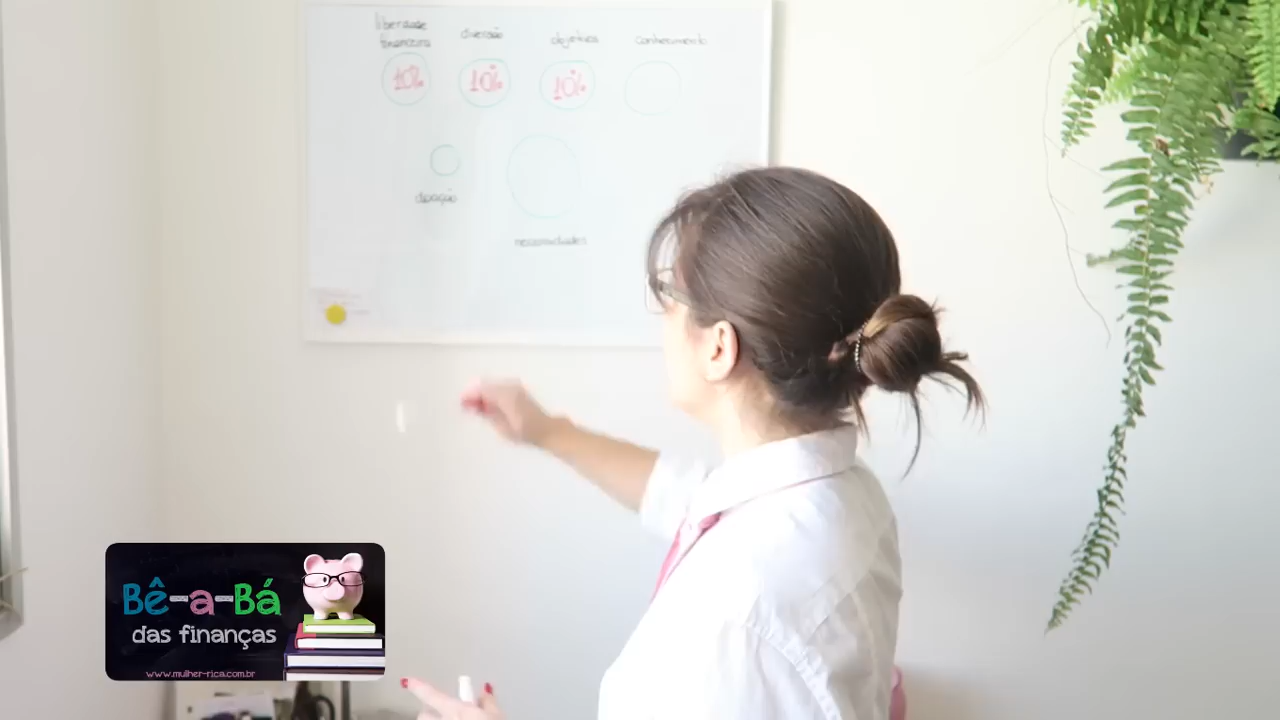 liberdade
financeira
diversão
objetivos
conhecimento
10%
10%
10%
doação
necessidades
Bê-a-Bá
das finanças
www.mulher-rica.com.br